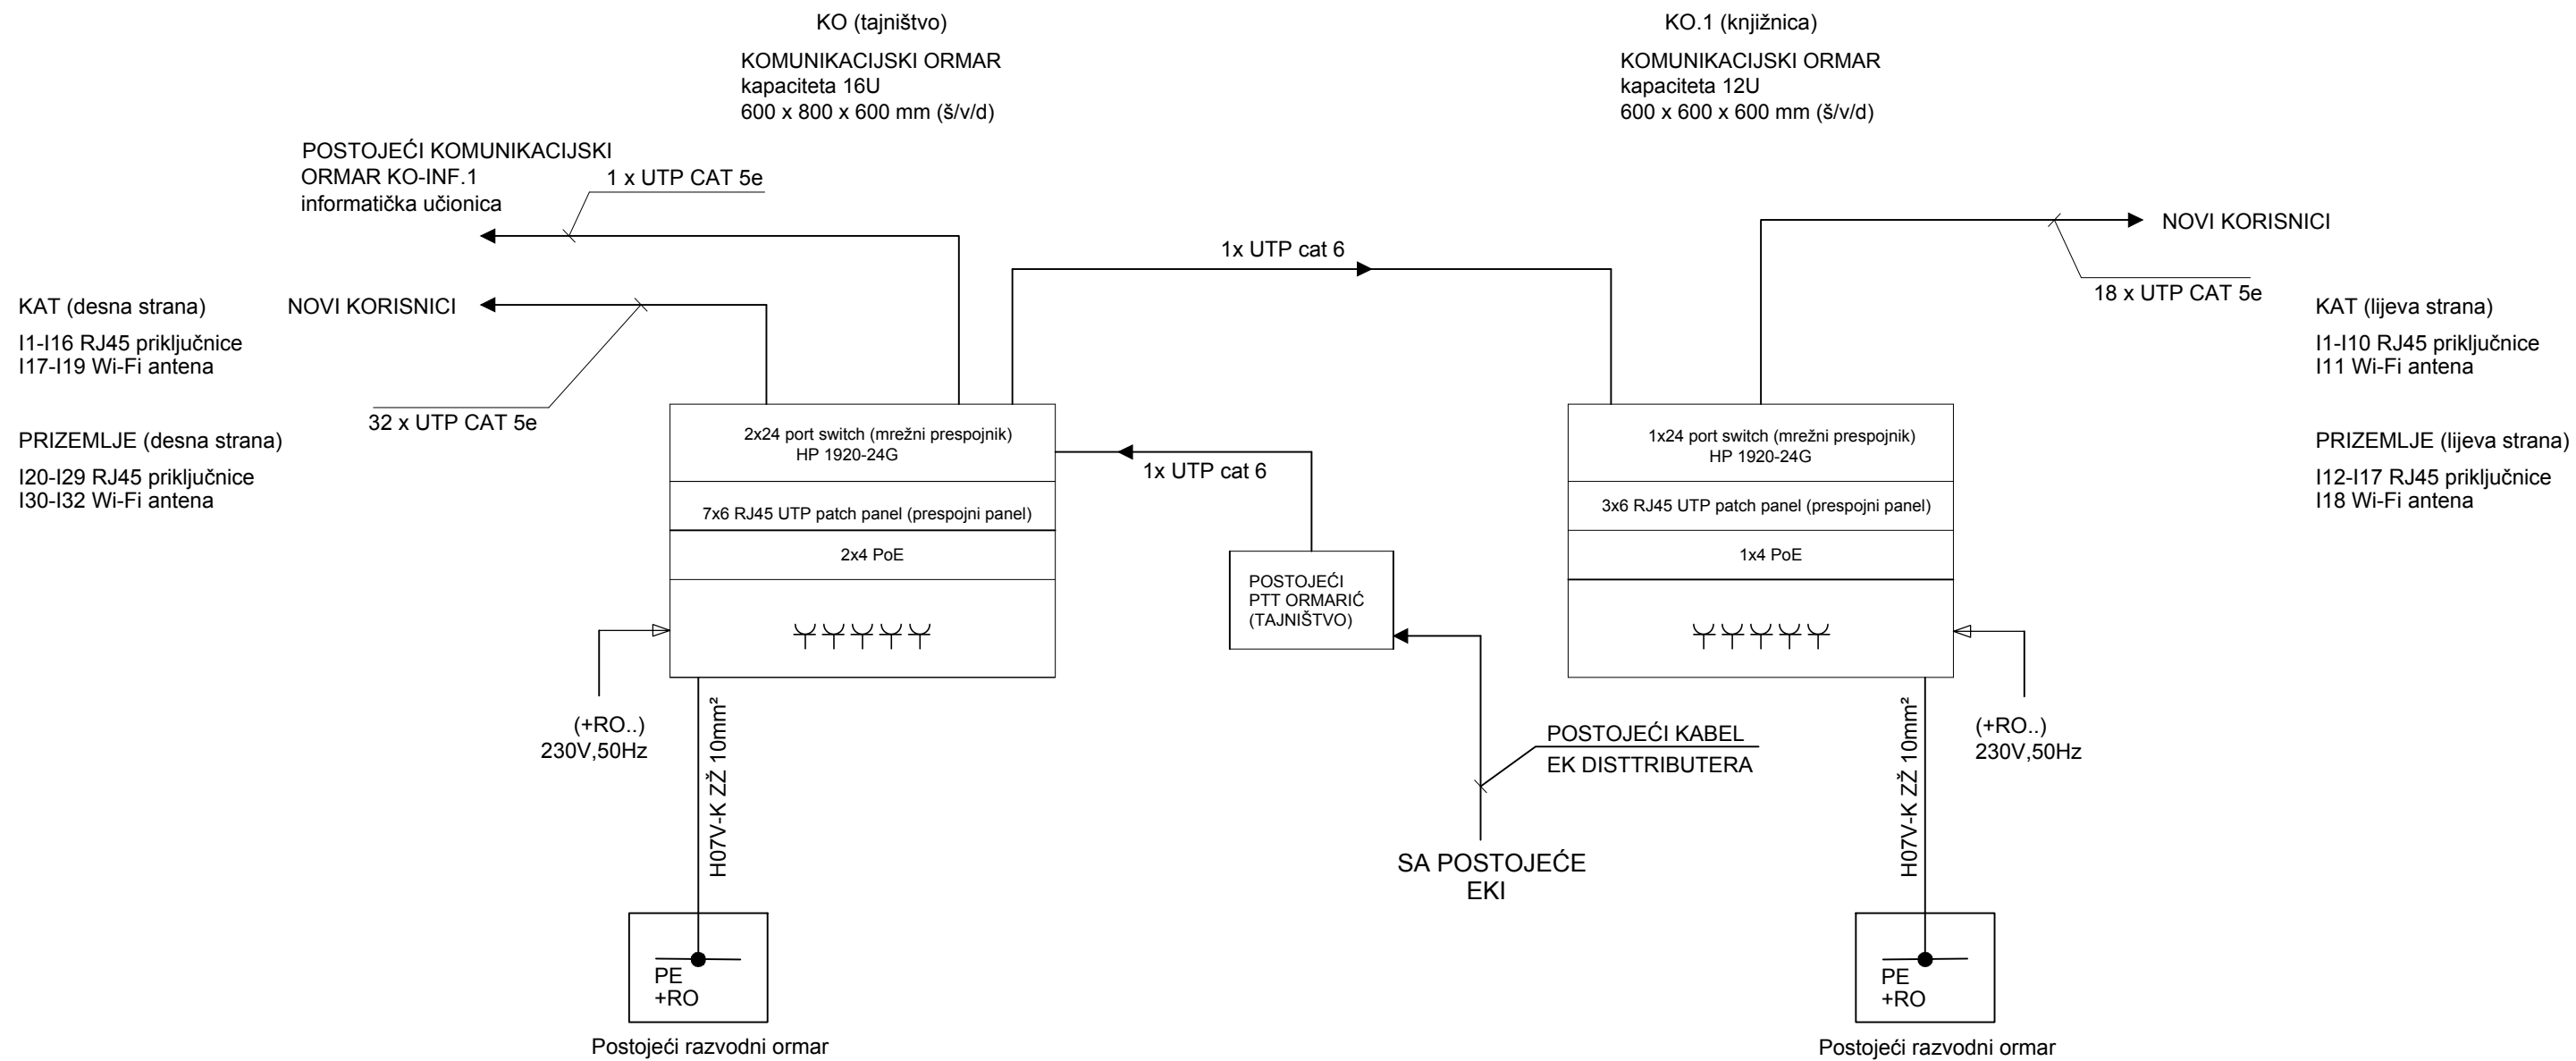 KO (tajništvo)
KOMUNIKACIJSKI ORMAR
kapaciteta 16U
600 x 800 x 600 mm (š/v/d)
KO.1 (knjižnica)
KOMUNIKACIJSKI ORMAR
kapaciteta 12U
600 x 600 x 600 mm (š/v/d)
POSTOJEĆI KOMUNIKACIJSKI
ORMAR KO-INF.1
informatička učionica
1 x UTP CAT 5e
1x UTP cat 6
NOVI KORISNICI
18 x UTP CAT 5e
KAT (desna strana)
I1-I16 RJ45 priključnice
I17-I19 Wi-Fi antena
NOVI KORISNICI
32 x UTP CAT 5e
PRIZEMLJE (desna strana)
I20-I29 RJ45 priključnice
I30-I32 Wi-Fi antena
KAT (lijeva strana)
I1-I10 RJ45 priključnice
I11 Wi-Fi antena
PRIZEMLJE (lijeva strana)
I12-I17 RJ45 priključnice
I18 Wi-Fi antena
2x24 port switch (mrežni prespojnik)
HP 1920-24G
7x6 RJ45 UTP patch panel (prespojni panel)
2x4 PoE
1x UTP cat 6
POSTOJEĆI
PTT ORMARIĆ
(TAJNIŠTVO)
1x24 port switch (mrežni prespojnik)
HP 1920-24G
3x6 RJ45 UTP patch panel (prespojni panel)
1x4 PoE
(+RO..)
230V,50Hz
H07V-K ZŽ 10mm²
POSTOJEĆI KABEL
EK DISTTRIBUTERA
SA POSTOJEĆE
EKI
H07V-K ZŽ 10mm²
(+RO..)
230V,50Hz
PE
+RO
Postojeći razvodni ormar
PE
+RO
Postojeći razvodni ormar